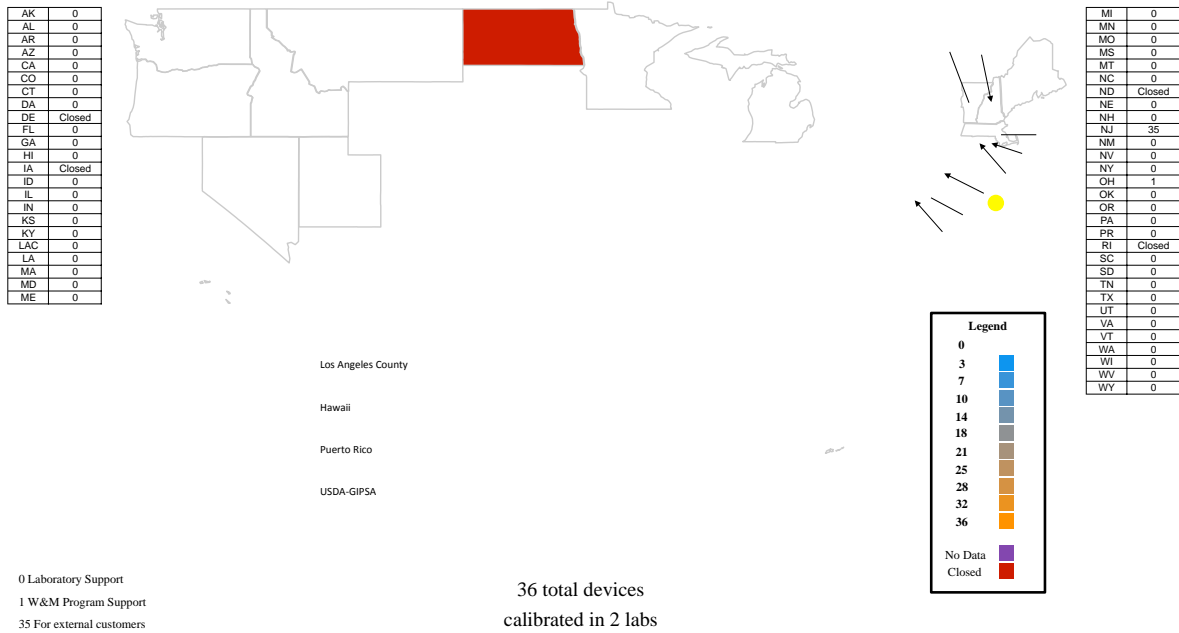 AK 0
AL 0
AR 0
AZ 0
CA 0
CO 0
CT 0
DA 0
DE Closed
FL 0
GA 0
HI 0
IA Closed
ID 0
IL 0
IN 0
KS 0
KY 0
LAC 0
LA 0
MA 0
MD 0
ME 0
MI 0
MN 0
MO 0
MS 0
MT 0
NC 0
ND Closed
NE 0
NH 0
NJ 35
NM 0
NV 0
NY 0
OH 1
OK 0
OR 0
PA 0
PR 0
RI Closed
SC 0
SD 0
TN 0
TX 0
UT 0
VA 0
VT 0
WA 0
WI 0
WV 0
WY 0
Los Angeles County
Hawaii
Puerto Rico
USDA-GIPSA
Legend
0
3
7
10
14
18
21
25
28
32
36
No Data
Closed
0 Laboratory Support
1 W&M Program Support
35 For external customers
36 total devices
calibrated in 2 labs